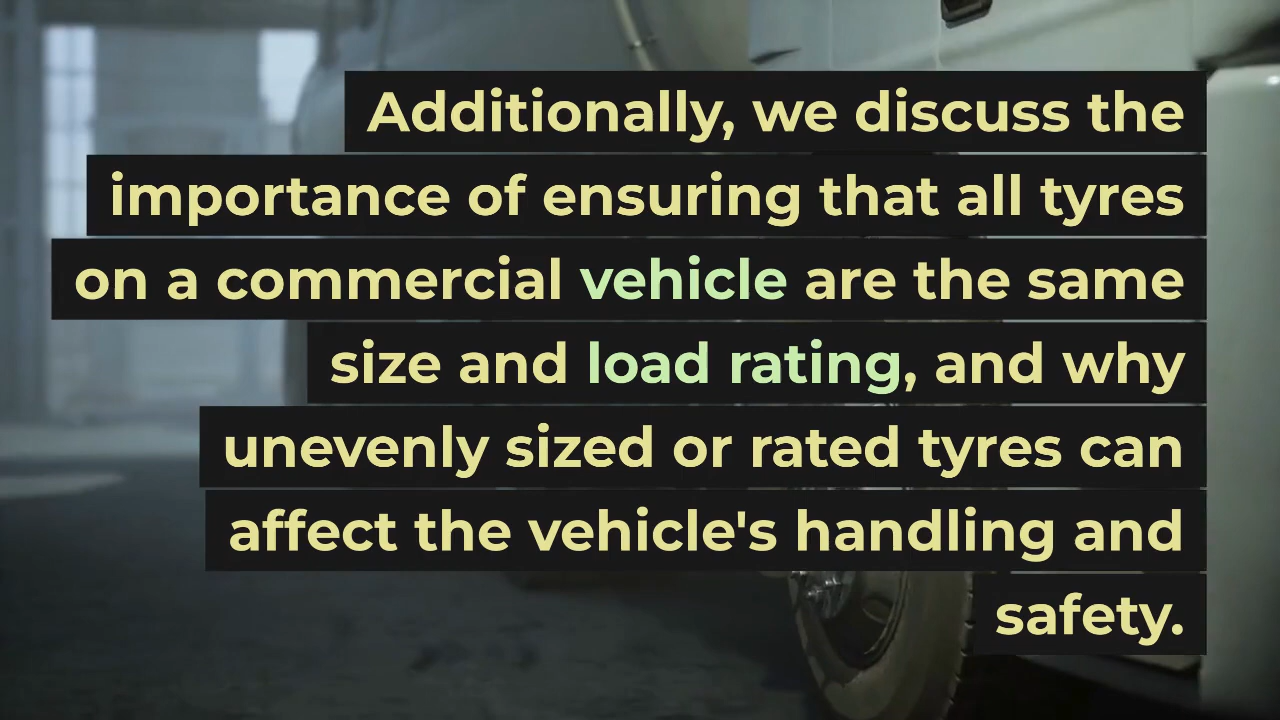 Additionally, we discuss the
importance of ensuring that all tyres
on a commercial vehicle are the same
size and load rating, and why
unevenly sized or rated tyres can
affect the vehicle's handling and
safety.